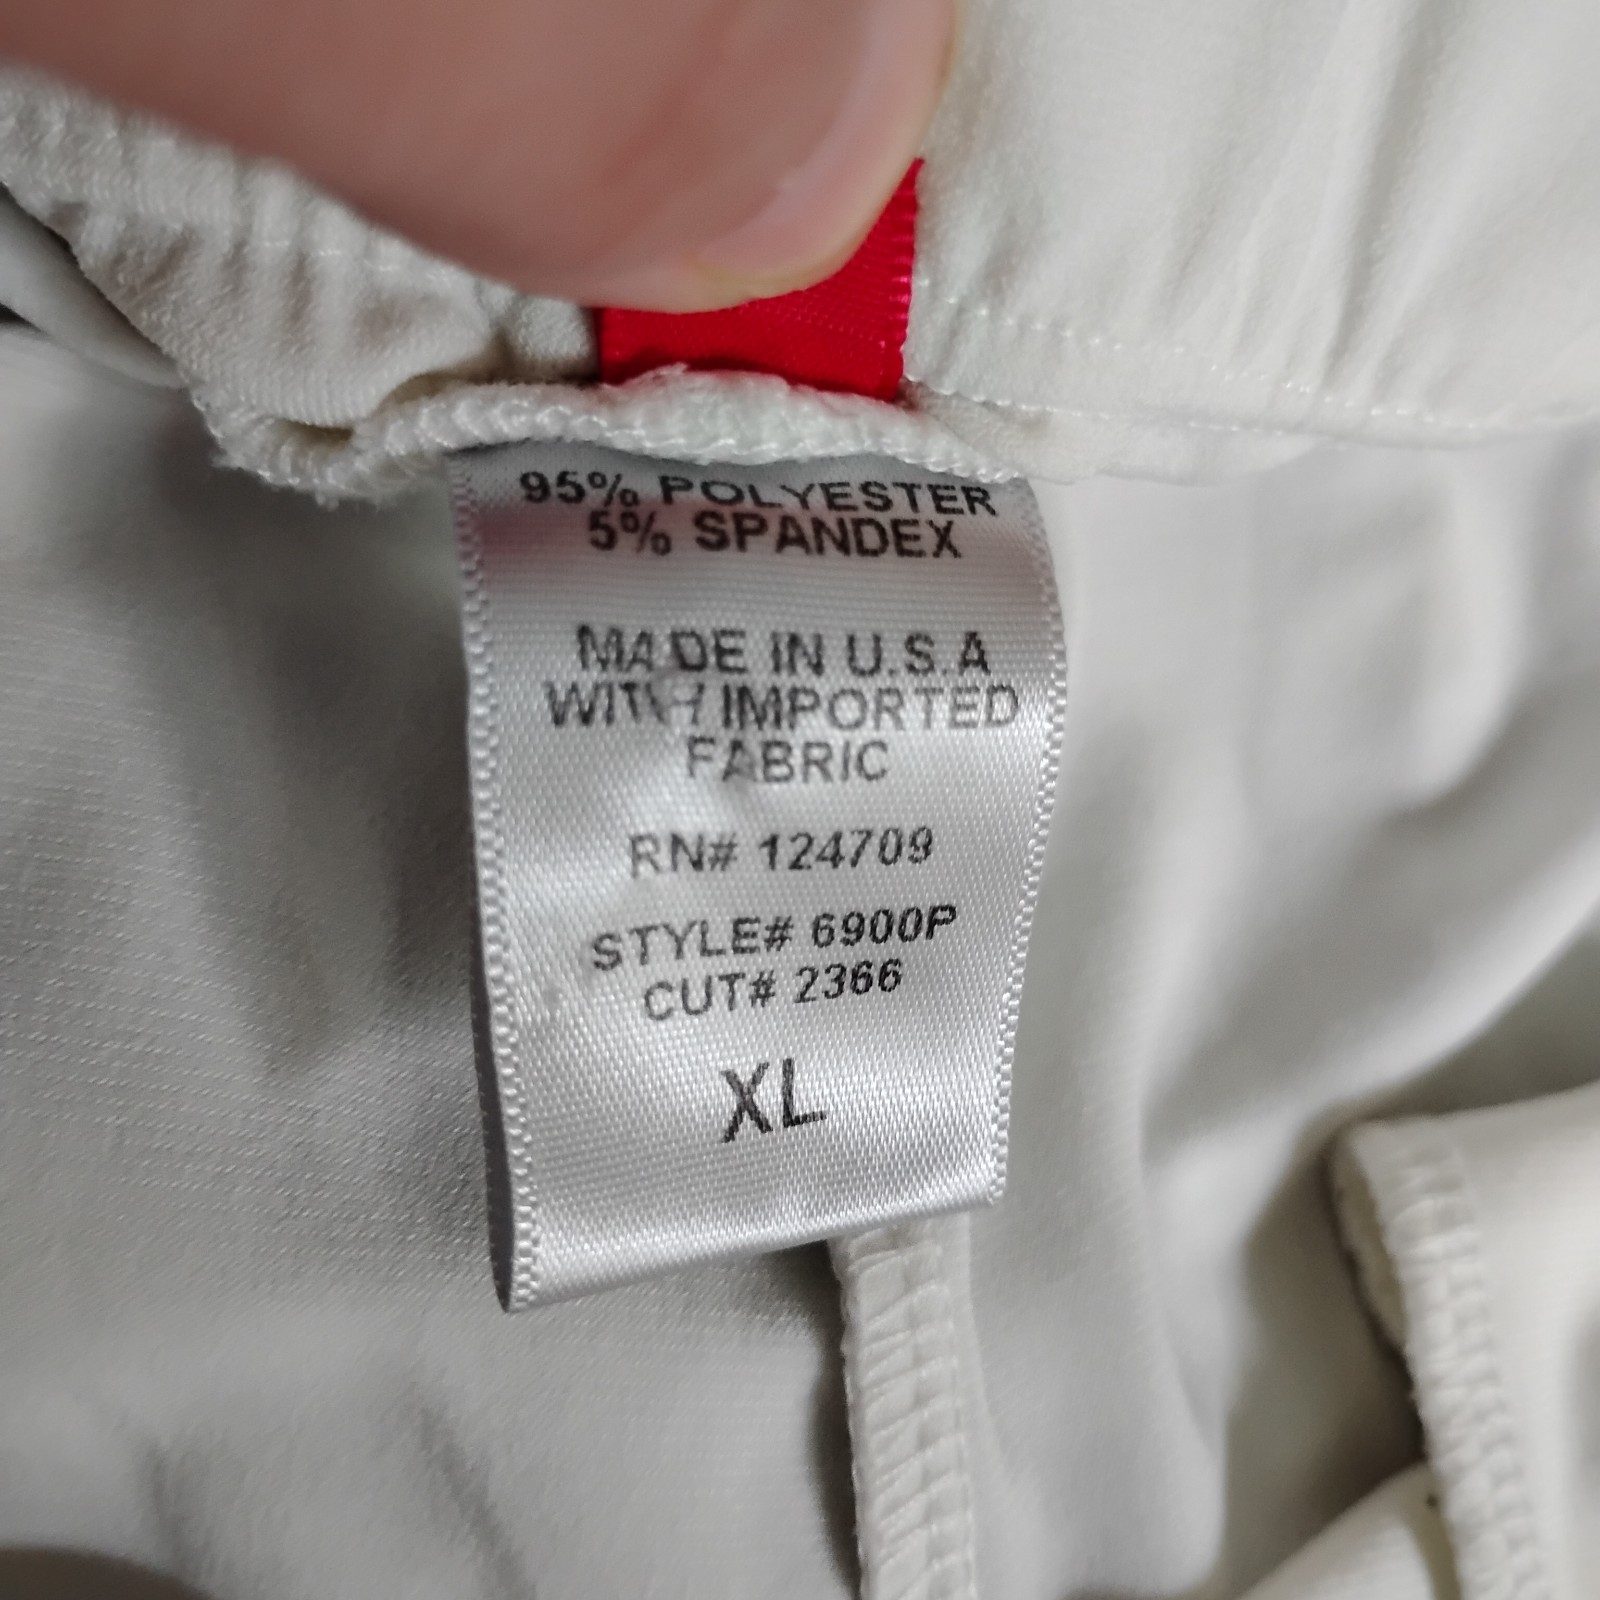 95% POLYESTER
5% SPANDEX
MADE IN U.S.A
WITH IMPORTED
FABRIC
RN# 124709
STYLE# 6900P
CUT# 2366
XL